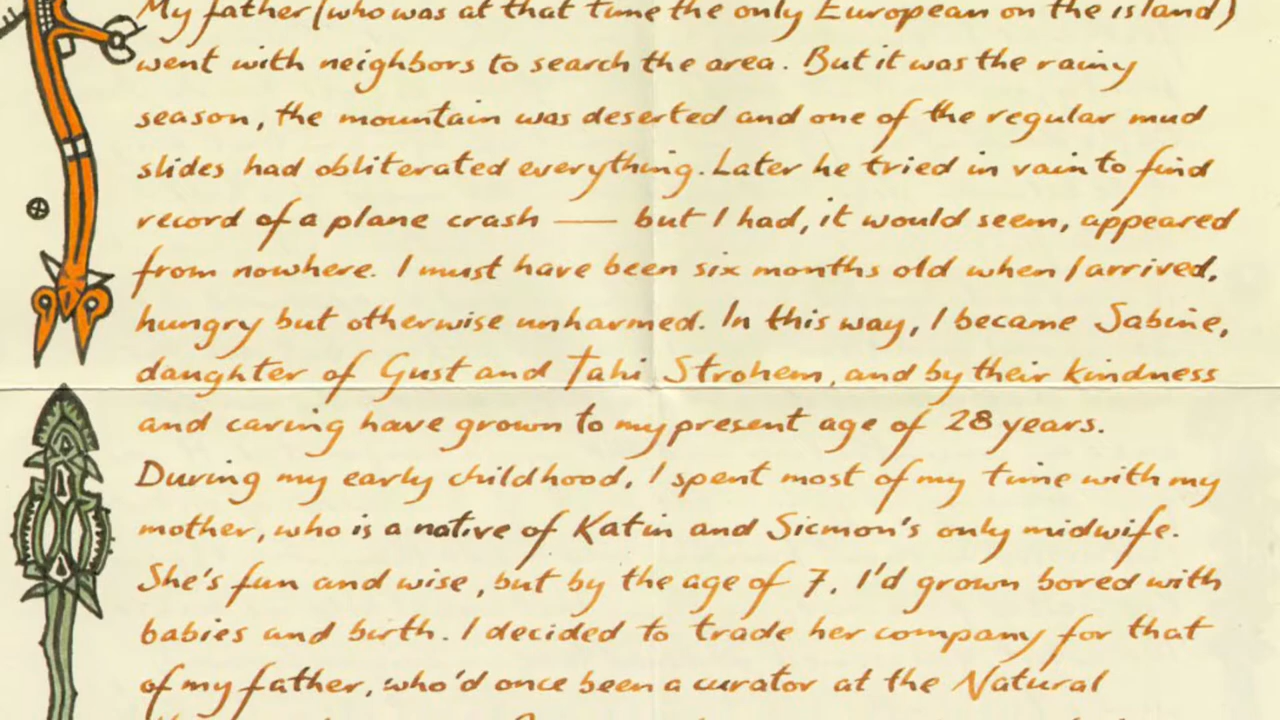 My father (who was at that time the only European on the island)
went with neighbors to search the area. But it was the rainy
season, the mountain was deserted and one of the regular mud
slides had obliterated everything. Later he tried in vain to find
record of a plane crash — but I had, it would seem, appeared
from nowhere. I must have been six months old when I arrived,
hungry but otherwise unharmed. In this way, I became Sabine,
daughter of Gust and Tahi Strohem, and by their kindness
and caring have grown to my present age of 28 years.
During my early childhood, I spent most of my time with my
mother, who is a native of Katin and Sicmon's only midwife.
She's fun and wise, but by the age of 7, I'd grown bored with
babies and birth. I decided to trade her company for that
of my father, who'd once been a curator at the Natural